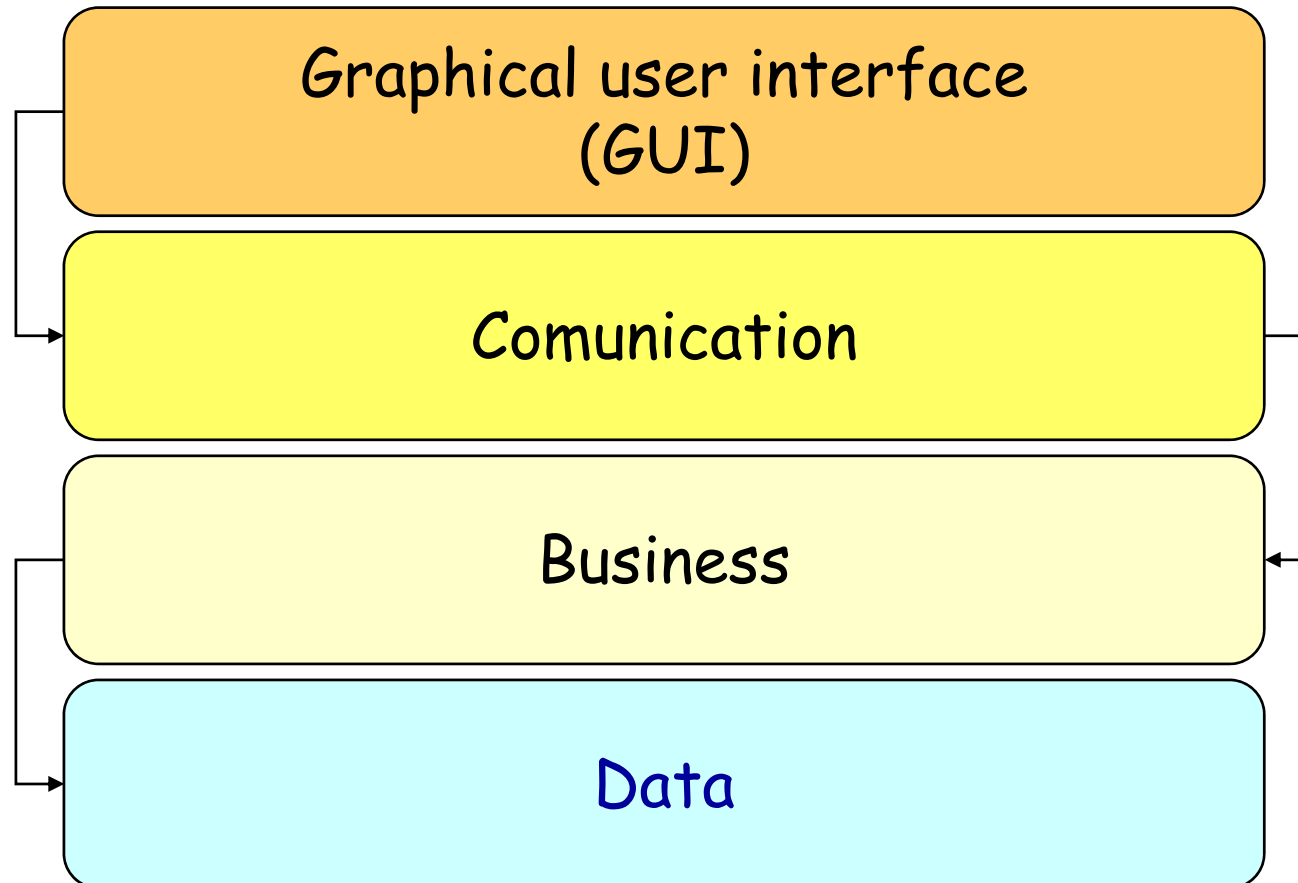 Graphical user interface
(GUI)
Comunication
Business
Data